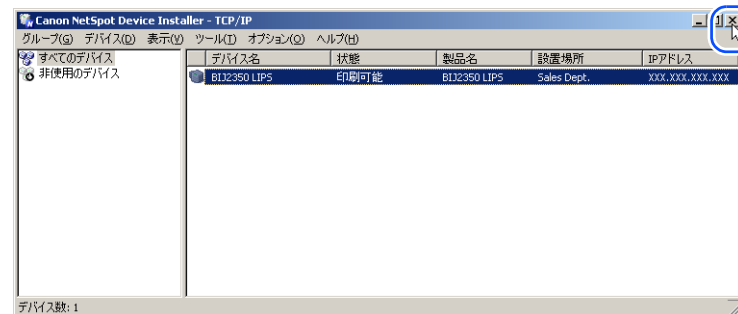 Canon NetSpot Device Installer - TCP/IP
グループ(G) デバイス(D) 表示(V) ツール(T) オプション(O) ヘルプ(H)
すべてのデバイス
非使用のデバイス
デバイス名 状態 製品名 設置場所 IPアドレス
BIJ2350 LIPS 印刷可能 BIJ2350 LIPS Sales Dept. XXX.XXX.XXX.XXX
デバイス数: 1